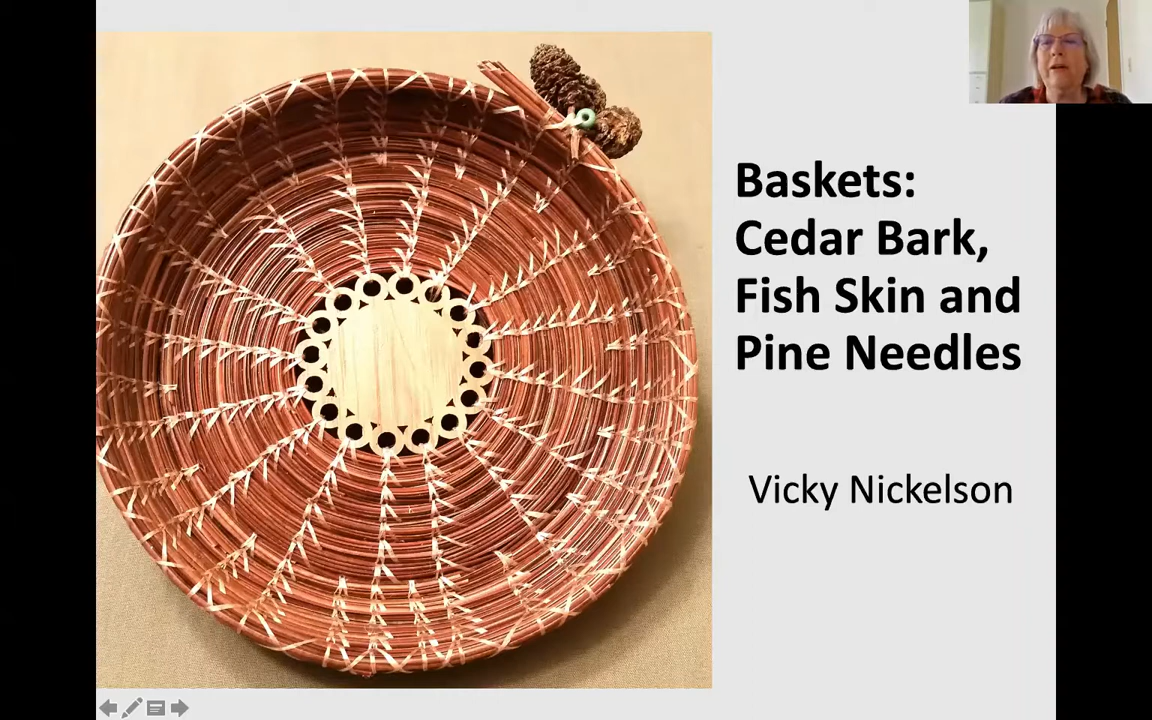 Baskets:
Cedar Bark,
Fish Skin and
Pine Needles
Vicky Nickelson